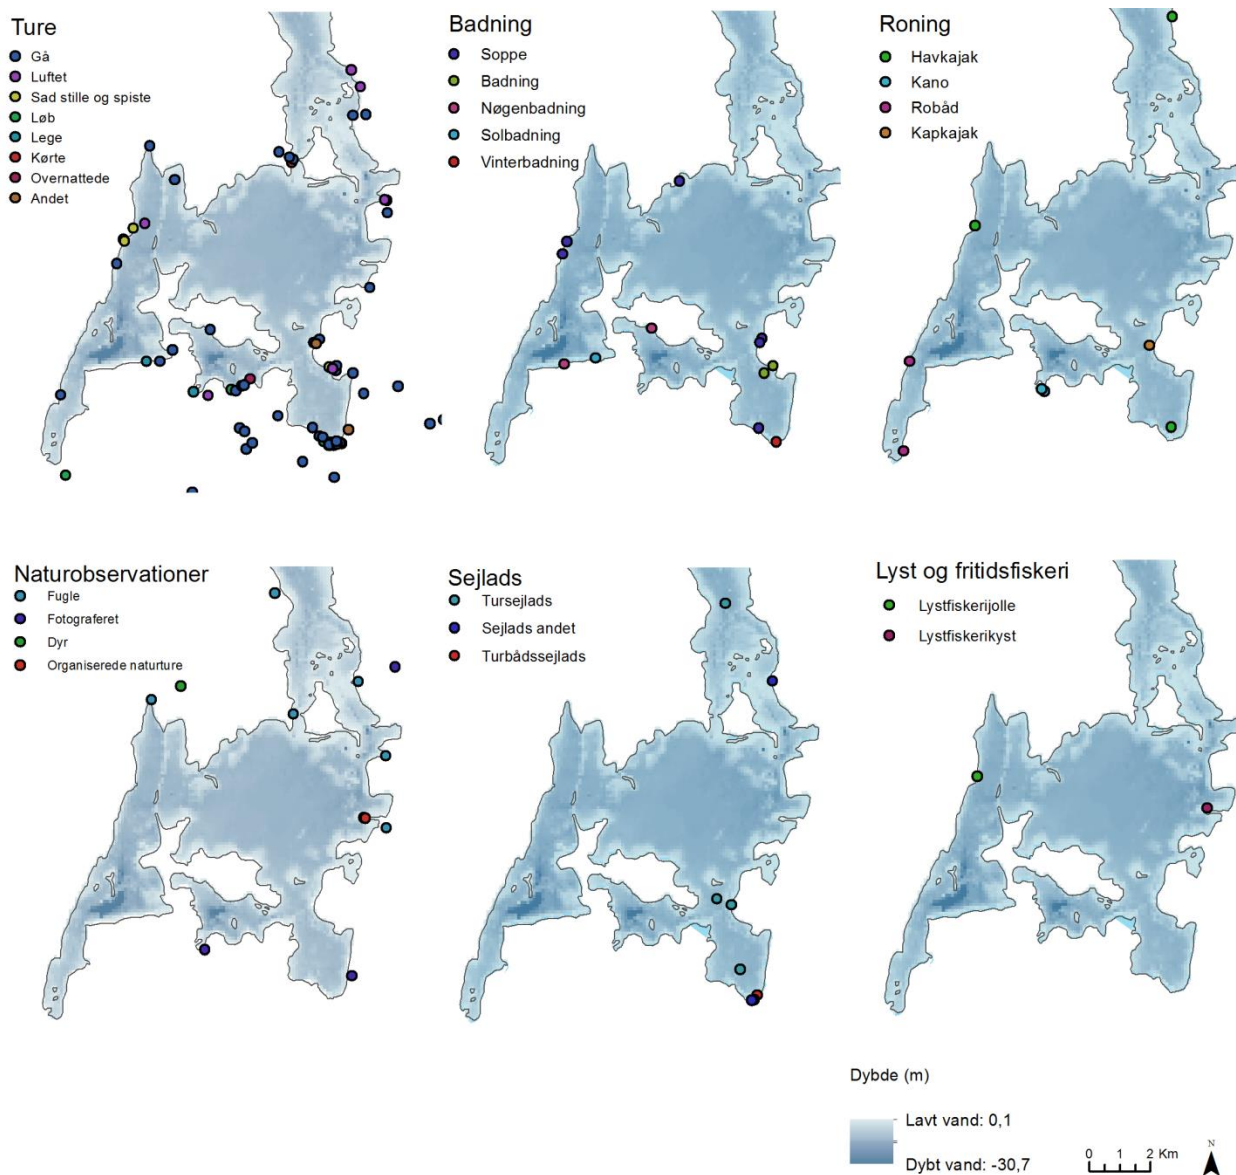 Ture
Gå
Luftet
Sad stille og spiste
Løb
Lege
Kørte
Overnattede
Andet
Badning
Soppe
Badning
Nøgenbadning
Solbadning
Vinterbadning
Roning
Havkajak
Kano
Robåd
Kapkajak
Naturobservationer
Fugle
Fotograferet
Dyr
Organiserede naturture
Sejlads
Tursejlads
Sejlads andet
Turbådssejlads
Lyst og fritidsfiskeri
Lystfiskerijolle
Lystfiskerikyst
Dybde (m)
Lavt vand: 0,1
Dybt vand: -30,7
0 1 2 Km
N